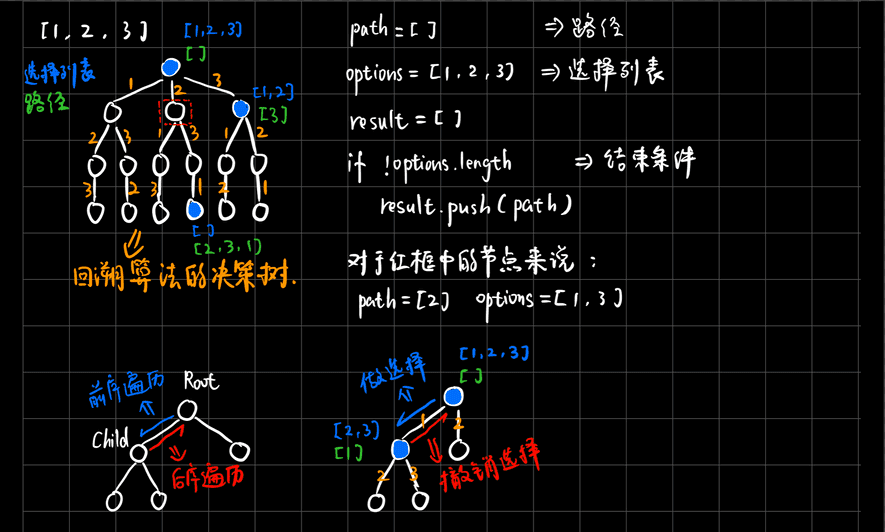 [1, 2, 3]
[1,2,3]
[ ]
选择列表
路径
1
2
3
[1,2]
[3]
2
3
1
3
1
2
3
2
3
1
2
1
[ ]
[2,3,1]
回溯算法的决策树.
path = [ ] ⇒ 路径
options = [1, 2, 3] ⇒ 选择列表
result = [ ]
if !options.length ⇒ 结束条件
result.push(path)
对于红框中的节点来说：
path=[2] options=[1,3]
前序遍历
Root
Child
后序遍历
[1,2,3]
[ ]
做选择
1
2
[2,3]
[1]
撤销选择
2
3